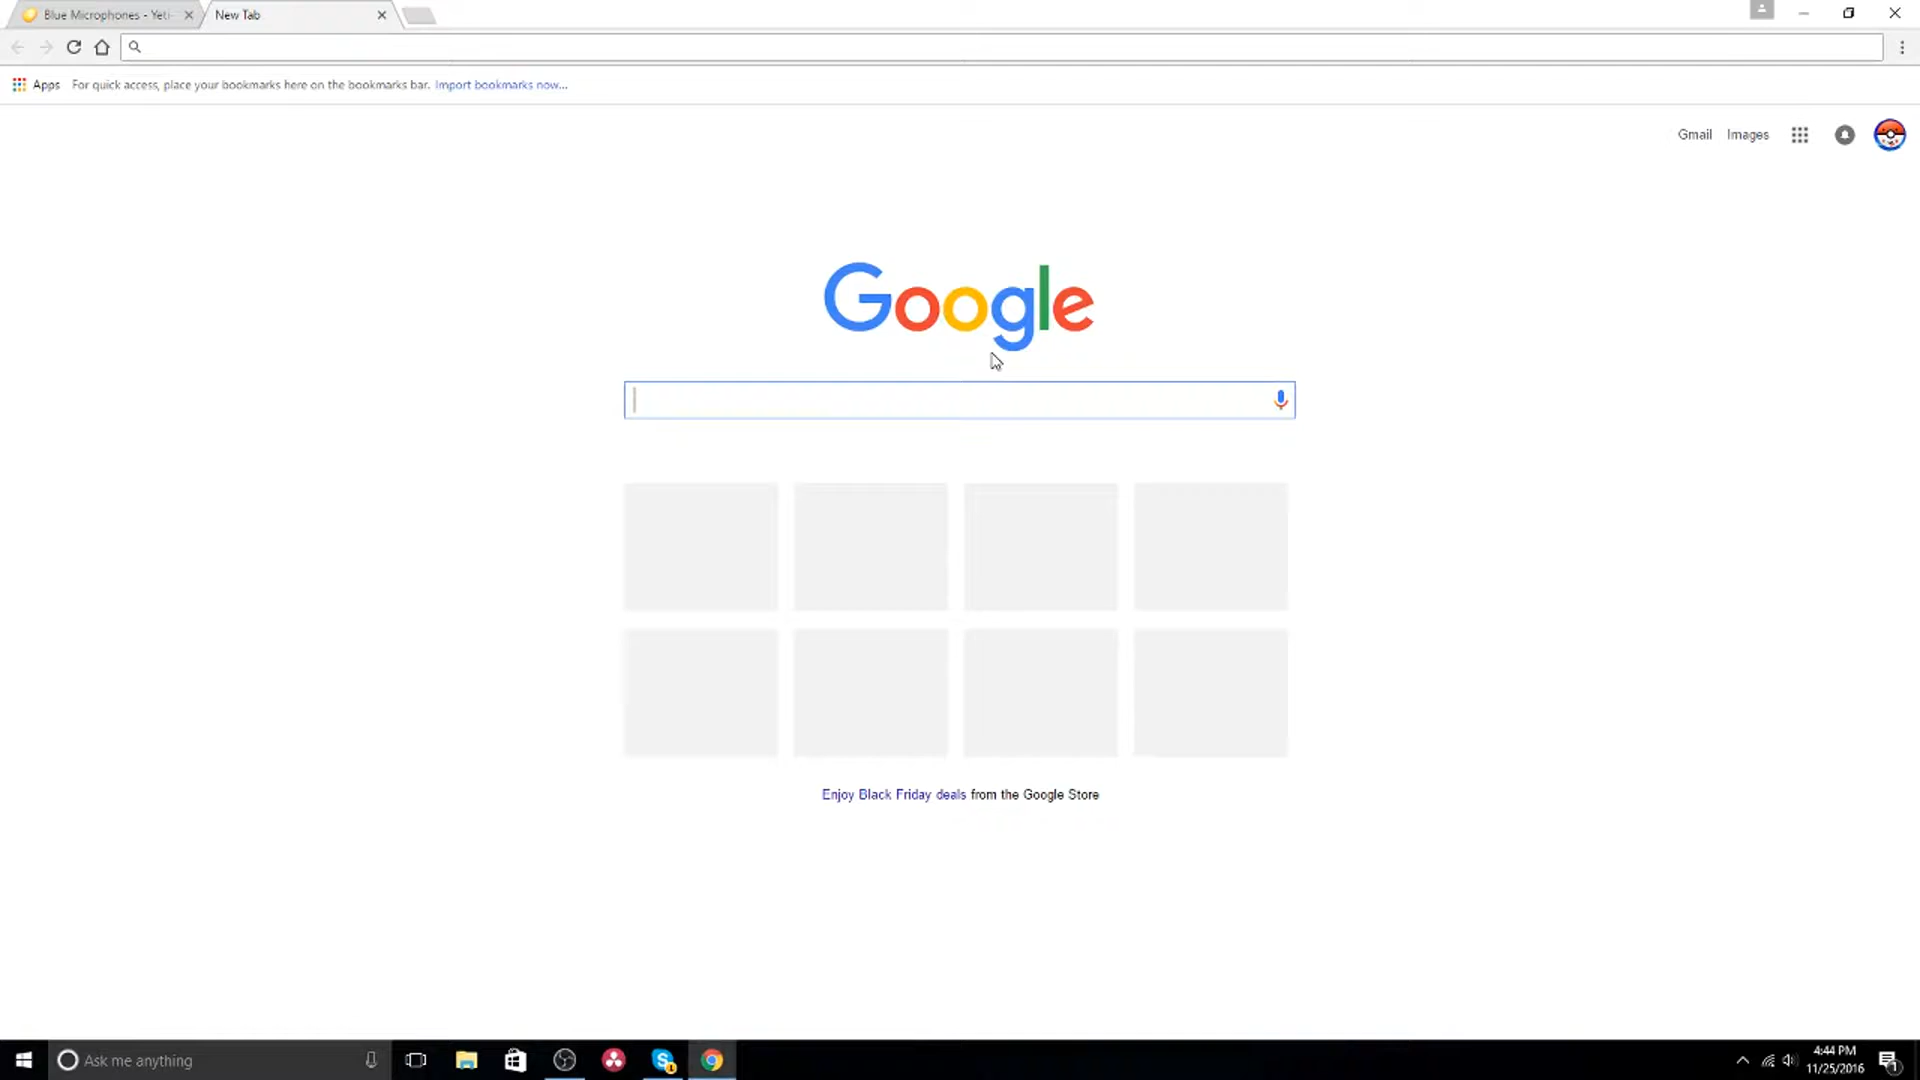 Blue Microphones - Yeti
New Tab
Apps
For quick access, place your bookmarks here on the bookmarks bar. Import bookmarks now...
Gmail
Images
Google
Enjoy Black Friday deals from the Google Store
Ask me anything
4:44 PM
11/25/2016